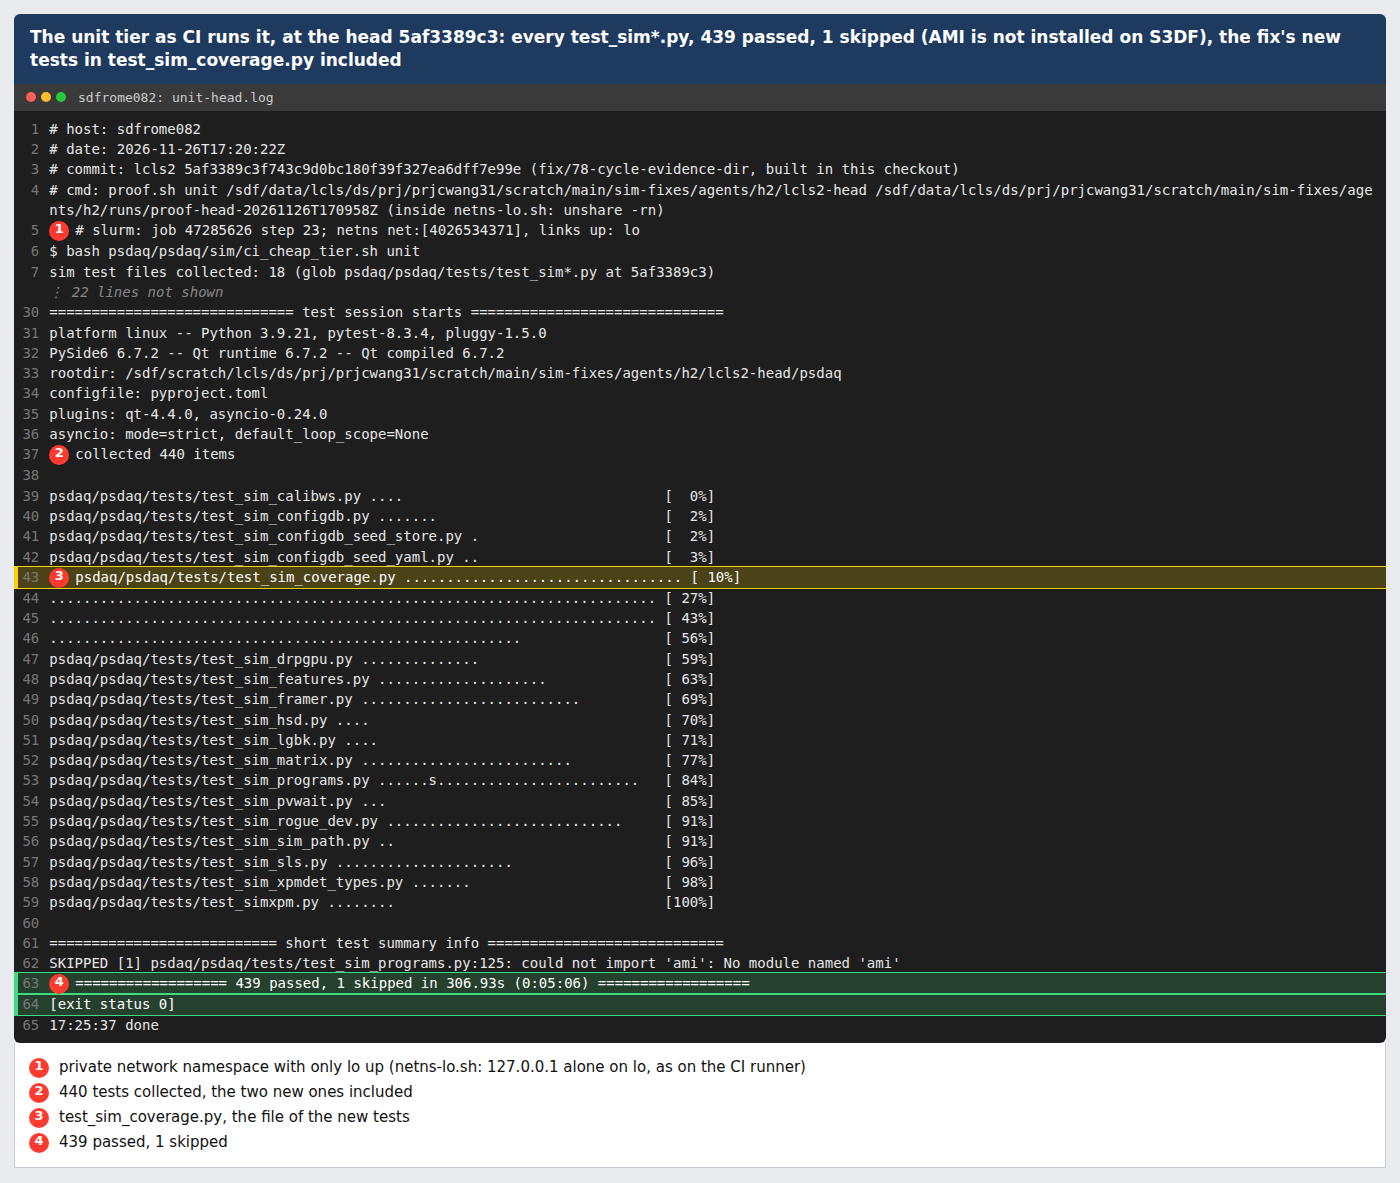 The unit tier as CI runs it, at the head 5af3389c3: every test_sim*.py, 439 passed, 1 skipped (AMI is not installed on S3DF), the fix's new
tests in test_sim_coverage.py included
sdfrome082: unit-head.log
1 # host: sdfrome082
2 # date: 2026-11-26T17:20:22Z
3 # commit: lcls2 5af3389c3f743c9d0bc180f39f327ea6dff7e99e (fix/78-cycle-evidence-dir, built in this checkout)
4 # cmd: proof.sh unit /sdf/data/lcls/ds/prj/prjcwang31/scratch/main/sim-fixes/agents/h2/lcls2-head /sdf/data/lcls/ds/prj/prjcwang31/scratch/main/sim-fixes/age
nts/h2/runs/proof-head-20261126T170958Z (inside netns-lo.sh: unshare -rn)
5 1 # slurm: job 47285626 step 23; netns net:[4026534371], links up: lo
6 $ bash psdaq/psdaq/sim/ci_cheap_tier.sh unit
7 sim test files collected: 18 (glob psdaq/psdaq/tests/test_sim*.py at 5af3389c3)
⋮ 22 lines not shown
30 ============================= test session starts ==============================
31 platform linux -- Python 3.9.21, pytest-8.3.4, pluggy-1.5.0
32 PySide6 6.7.2 -- Qt runtime 6.7.2 -- Qt compiled 6.7.2
33 rootdir: /sdf/scratch/lcls/ds/prj/prjcwang31/scratch/main/sim-fixes/agents/h2/lcls2-head/psdaq
34 configfile: pyproject.toml
35 plugins: qt-4.4.0, asyncio-0.24.0
36 asyncio: mode=strict, default_loop_scope=None
37 2 collected 440 items
38
39 psdaq/psdaq/tests/test_sim_calibws.py .... [  0%]
40 psdaq/psdaq/tests/test_sim_configdb.py ....... [  2%]
41 psdaq/psdaq/tests/test_sim_configdb_seed_store.py . [  2%]
42 psdaq/psdaq/tests/test_sim_configdb_seed_yaml.py .. [  3%]
43 3 psdaq/psdaq/tests/test_sim_coverage.py ................................. [ 10%]
44 ........................................................................ [ 27%]
45 ........................................................................ [ 43%]
46 ........................................................ [ 56%]
47 psdaq/psdaq/tests/test_sim_drpgpu.py .............. [ 59%]
48 psdaq/psdaq/tests/test_sim_features.py .................... [ 63%]
49 psdaq/psdaq/tests/test_sim_framer.py .......................... [ 69%]
50 psdaq/psdaq/tests/test_sim_hsd.py .... [ 70%]
51 psdaq/psdaq/tests/test_sim_lgbk.py .... [ 71%]
52 psdaq/psdaq/tests/test_sim_matrix.py ......................... [ 77%]
53 psdaq/psdaq/tests/test_sim_programs.py ......s........................ [ 84%]
54 psdaq/psdaq/tests/test_sim_pvwait.py ... [ 85%]
55 psdaq/psdaq/tests/test_sim_rogue_dev.py ............................ [ 91%]
56 psdaq/psdaq/tests/test_sim_sim_path.py .. [ 91%]
57 psdaq/psdaq/tests/test_sim_sls.py ..................... [ 96%]
58 psdaq/psdaq/tests/test_sim_xpmdet_types.py ....... [ 98%]
59 psdaq/psdaq/tests/test_simxpm.py ........ [100%]
60
61 =========================== short test summary info ============================
62 SKIPPED [1] psdaq/psdaq/tests/test_sim_programs.py:125: could not import 'ami': No module named 'ami'
63 4 ================== 439 passed, 1 skipped in 306.93s (0:05:06) ==================
64 [exit status 0]
65 17:25:37 done
1 private network namespace with only lo up (netns-lo.sh: 127.0.0.1 alone on lo, as on the CI runner)
2 440 tests collected, the two new ones included
3 test_sim_coverage.py, the file of the new tests
4 439 passed, 1 skipped